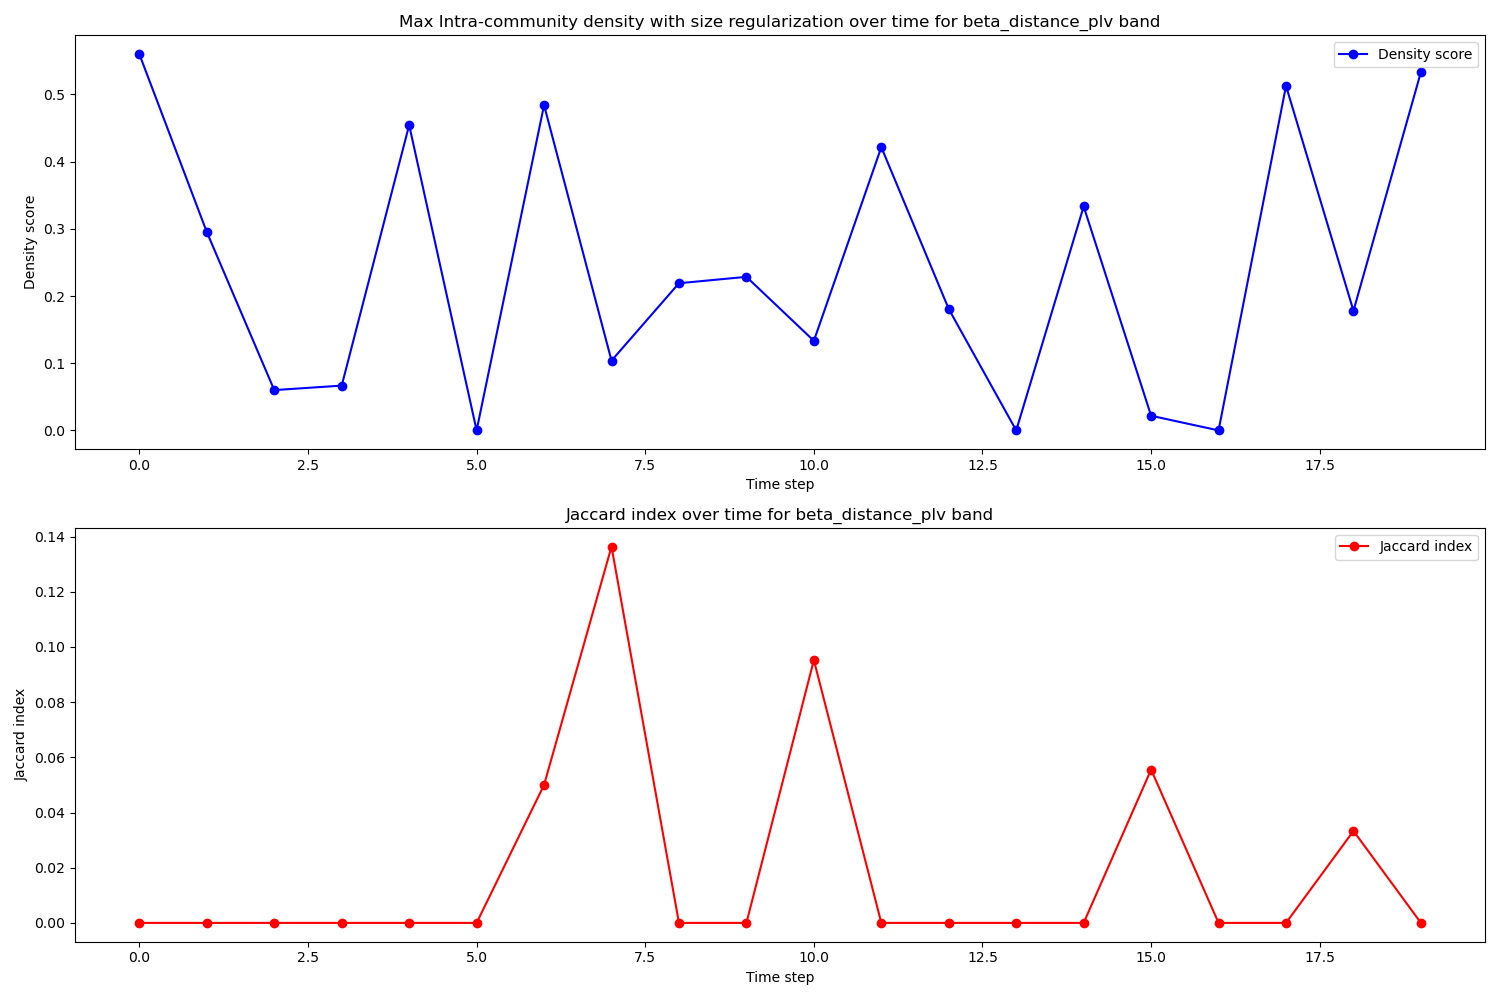 Max Intra-community density with size regularization over time for beta_distance_plv band
Density score
0.5
0.4
0.3
0.2
0.1
0.0
Density score
0.0 2.5 5.0 7.5 10.0 12.5 15.0 17.5
Time step
Jaccard index over time for beta_distance_plv band
Jaccard index
0.14
0.12
0.10
0.08
0.06
0.04
0.02
0.00
Jaccard index
0.0 2.5 5.0 7.5 10.0 12.5 15.0 17.5
Time step